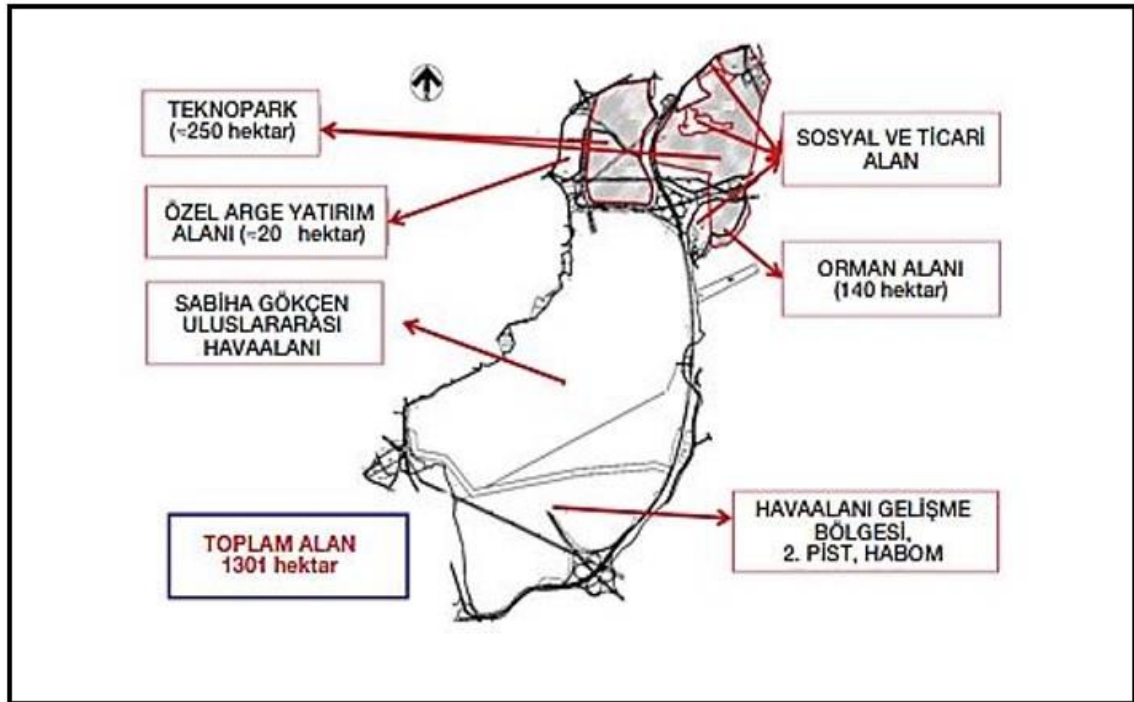 TEKNOPARK
(≈250 hektar)
ÖZEL ARGE YATIRIM
ALANI (≈20 hektar)
SABİHA GÖKÇEN
ULUSLARARASI
HAVAALANI
TOPLAM ALAN
1301 hektar
SOSYAL VE TİCARİ
ALAN
ORMAN ALANI
(140 hektar)
HAVAALANI GELİŞME
BÖLGESİ,
2. PİST, HABOM